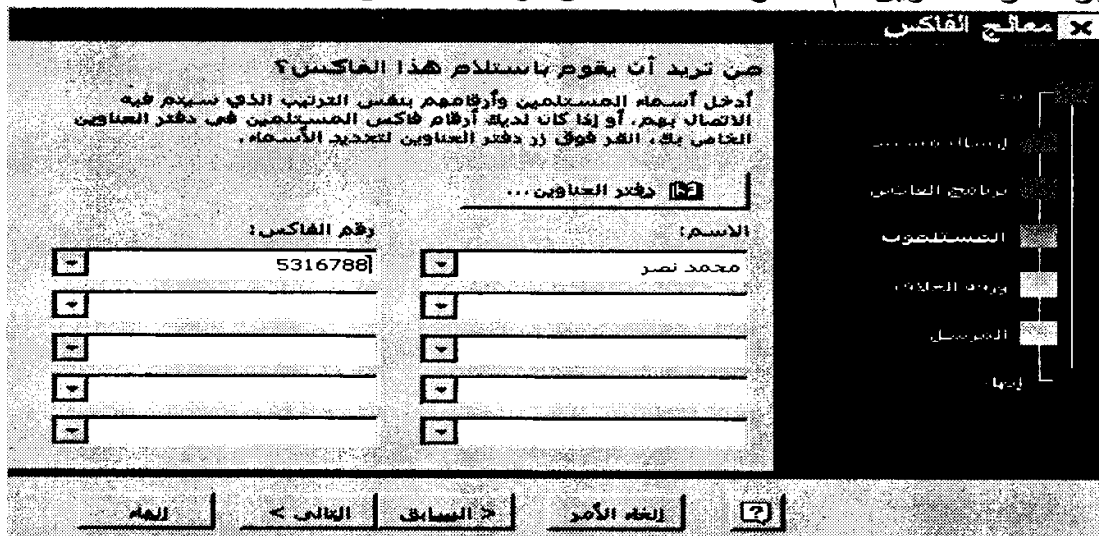 معالج الفاكس
من تريد أن يقوم باستلام هذا الفاكس؟
أدخل أسماء المستلمين وأرقامهم بنفس الترتيب الذي سيتم فيه
الاتصال بهم، أو إذا كانت لديك أرقام فاكس المستلمين في دفتر العناوين
الخاص بك، انقر فوق زر دفتر العناوين لتحديد الأسماء.
دفتر العناوين...
الاسم:
رقم الفاكس:
محمد نصر
5316788
برنامج الفاكس
المستلمون
ورقة الغلاف
المرسل
إنهاء
إلغاء الأمر
< السابق
التالي >
إنهاء